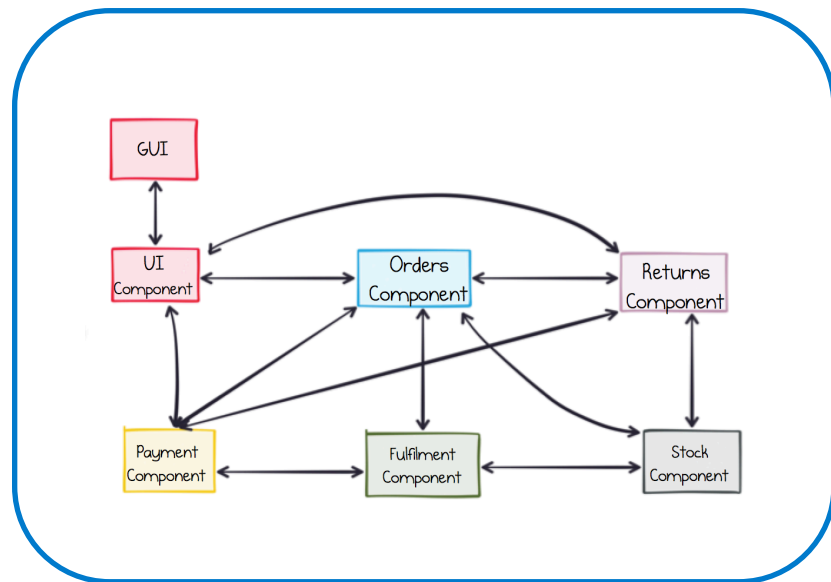 GUI
UI
Component
Orders
Component
Returns
Component
Payment
Component
Fulfilment
Component
Stock
Component